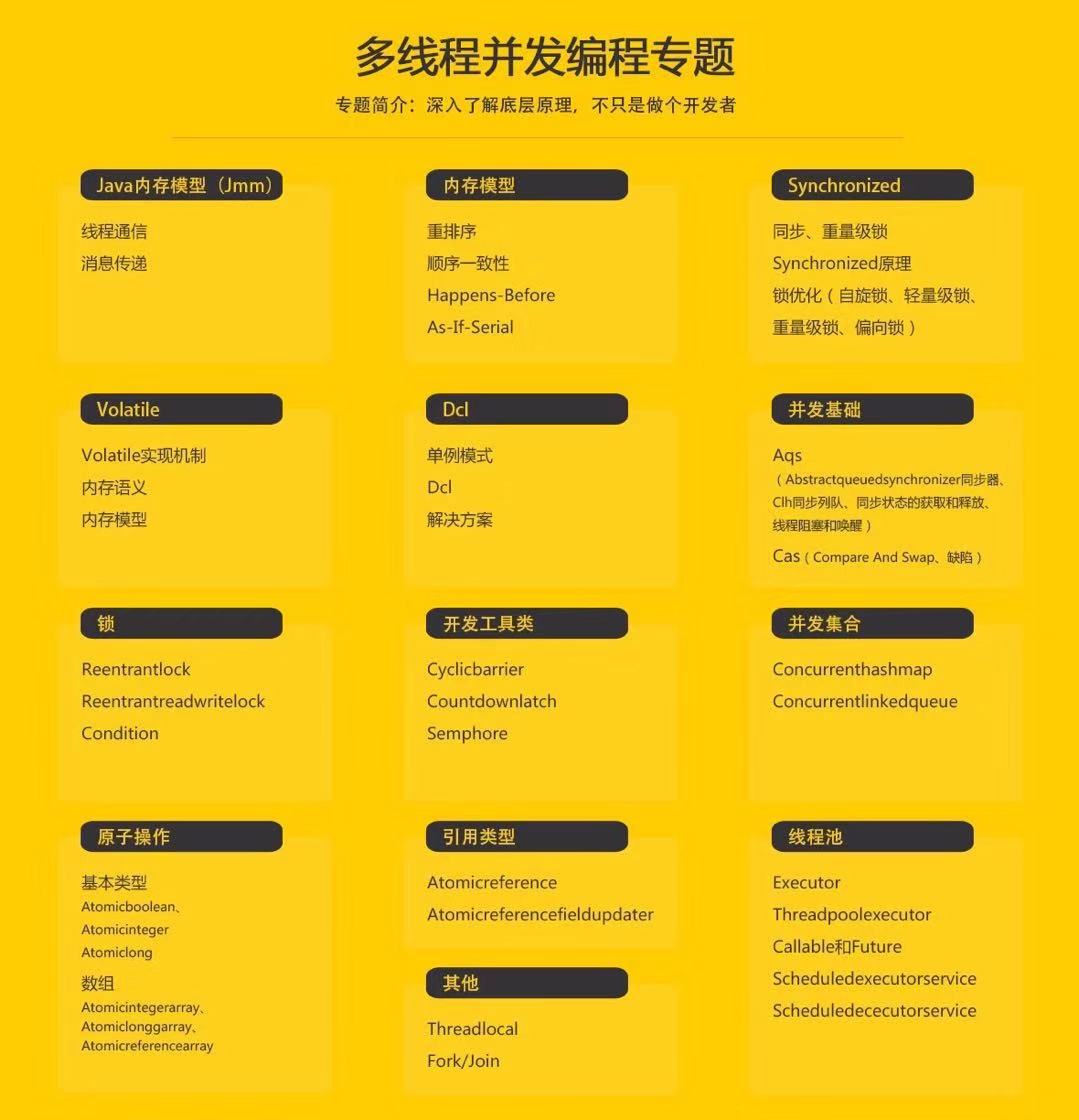 多线程并发编程专题
专题简介：深入了解底层原理，不只是做个开发者
Java内存模型（Jmm）
线程通信
消息传递
内存模型
重排序
顺序一致性
Happens-Before
As-If-Serial
Synchronized
同步、重量级锁
Synchronized原理
锁优化（自旋锁、轻量级锁、
重量级锁、偏向锁）
Volatile
Volatile实现机制
内存语义
内存模型
Dcl
单例模式
Dcl
解决方案
并发基础
Aqs
（Abstractqueuedsynchronizer同步器、
Clh同步列队、同步状态的获取和释放、
线程阻塞和唤醒）
Cas（Compare And Swap、缺陷）
锁
Reentrantlock
Reentrantreadwritelock
Condition
开发工具类
Cyclicbarrier
Countdownlatch
Semphore
并发集合
Concurrenthashmap
Concurrentlinkedqueue
原子操作
基本类型
Atomicboolean、
Atomicinteger
Atomiclong
数组
Atomicintegerarray、
Atomiclonggarray、
Atomicreferencearray
引用类型
Atomicreference
Atomicreferencefieldupdater
其他
Threadlocal
Fork/Join
线程池
Executor
Threadpoolexecutor
Callable和Future
Scheduledexecutorservice
Scheduledececutorservice